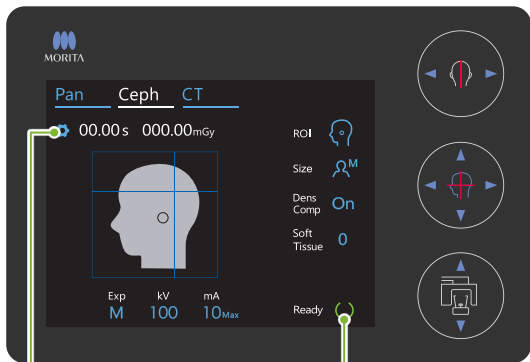 MORITA
Pan Ceph CT
00.00 s 000.00mGy
ROI
Size M
Dens
Comp On
Soft
Tissue 0
Exp kV mA
M 100 10Max
Ready